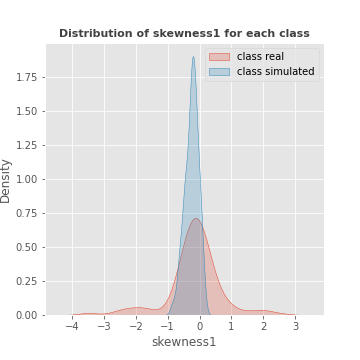 Distribution of skewness1 for each class
class real
class simulated
Density
1.75
1.50
1.25
1.00
0.75
0.50
0.25
0.00
−4 −3 −2 −1 0 1 2 3
skewness1